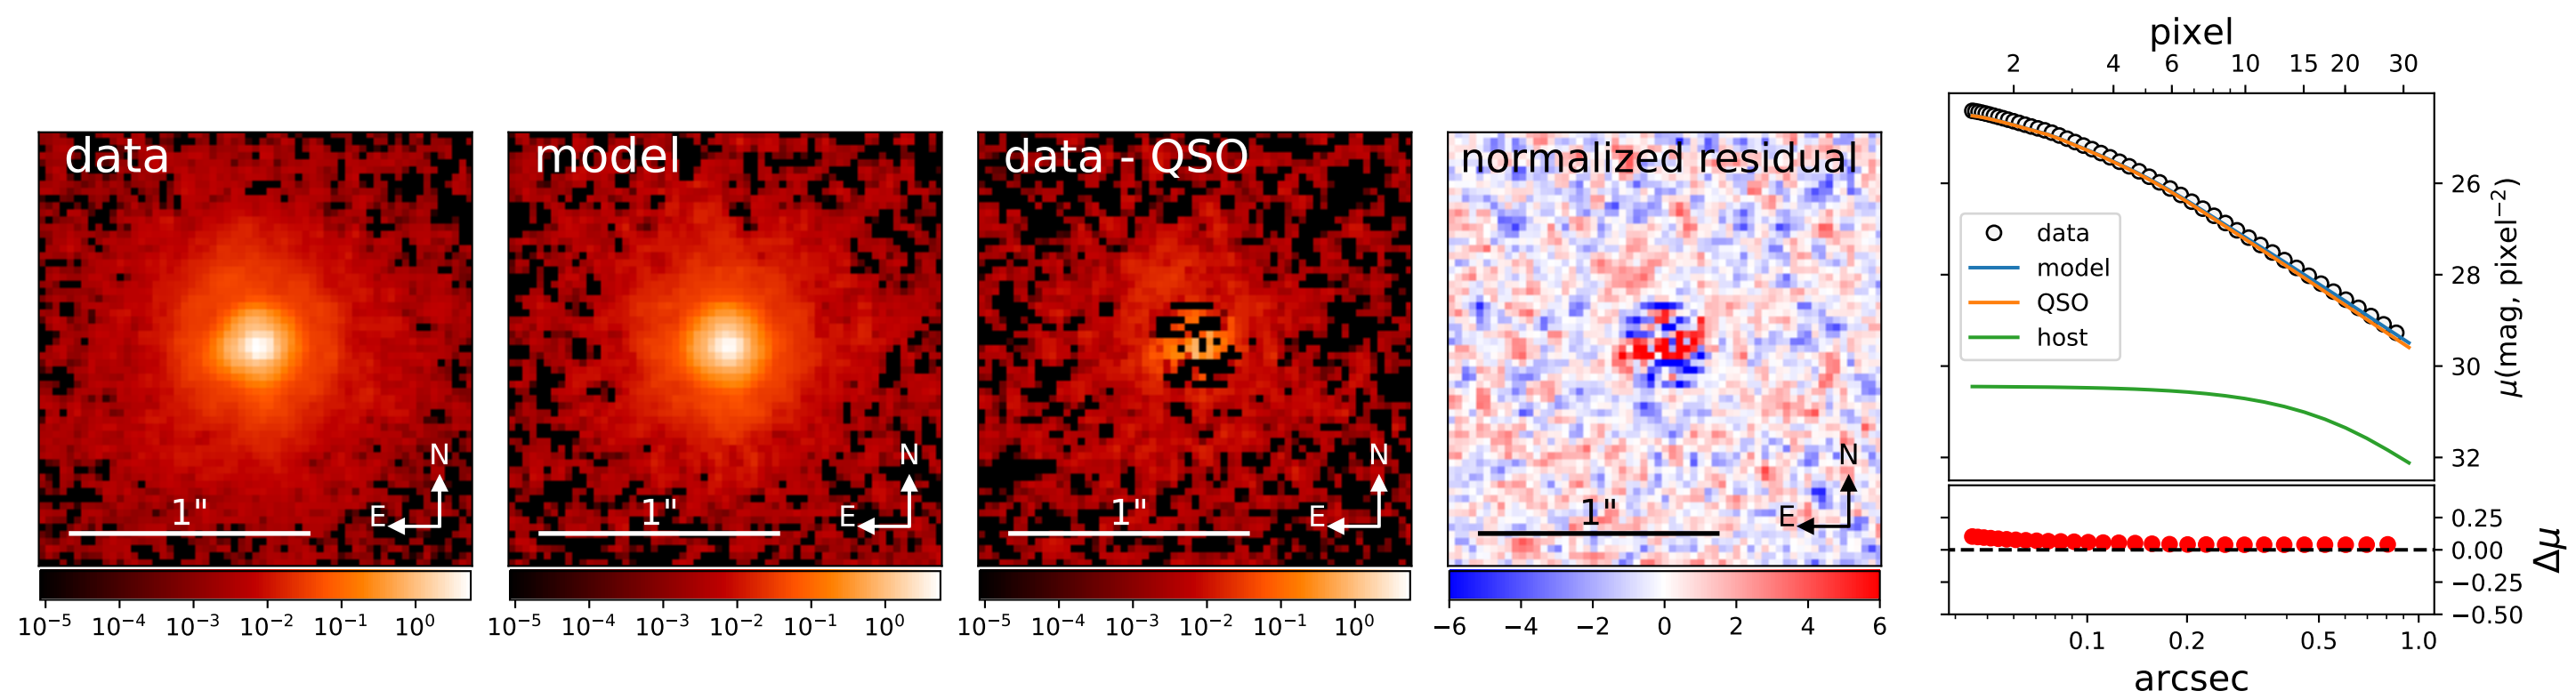 data
N
E
1"
10⁻⁵ 10⁻⁴ 10⁻³ 10⁻² 10⁻¹ 10⁰
model
N
E
1"
10⁻⁵ 10⁻⁴ 10⁻³ 10⁻² 10⁻¹ 10⁰
data - QSO
N
E
1"
10⁻⁵ 10⁻⁴ 10⁻³ 10⁻² 10⁻¹ 10⁰
normalized residual
N
E
1"
−6 −4 −2 0 2 4 6
pixel
2 4 6 10 15 20 30
data
model
QSO
host
26
28
30
32
μ(mag, pixel⁻²)
0.25
0.00
−0.25
−0.50
Δμ
0.1 0.2 0.5 1.0
arcsec